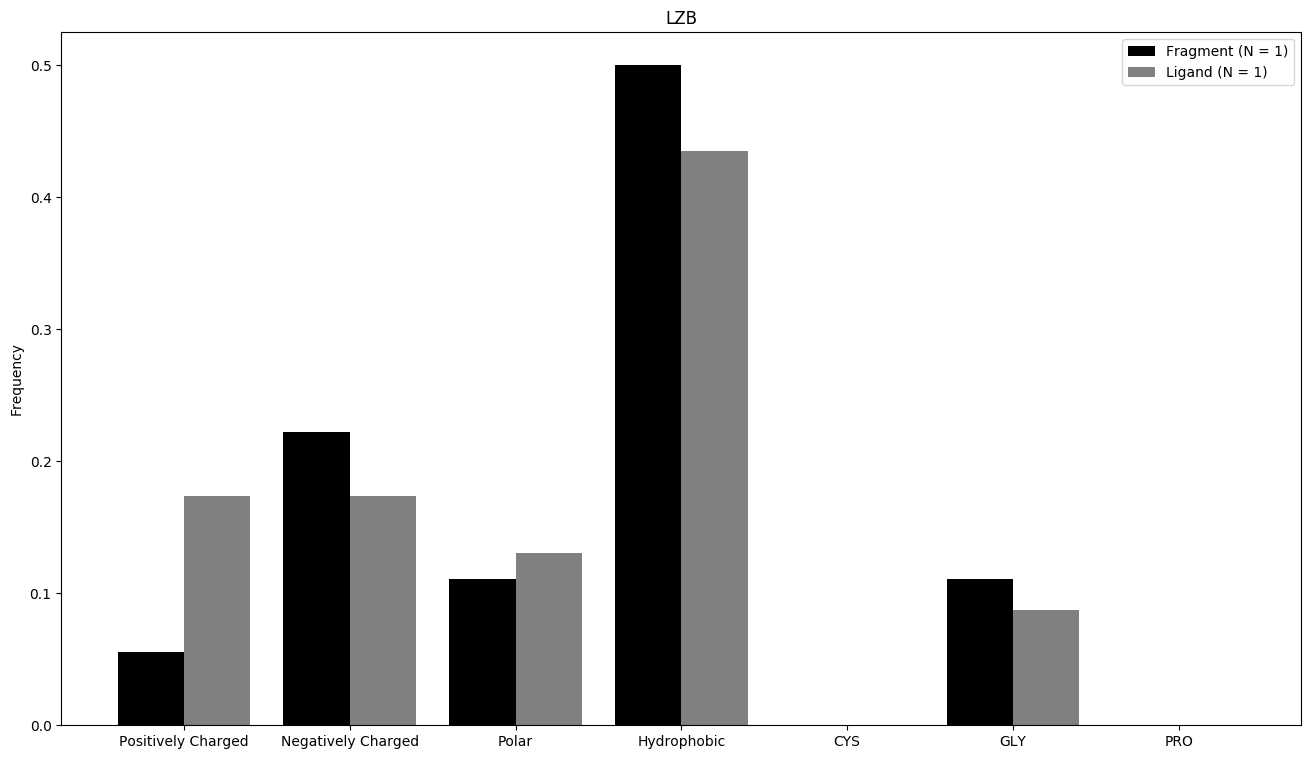 LZB
Fragment (N = 1)
Ligand (N = 1)
Frequency
0.5
0.4
0.3
0.2
0.1
0.0
Positively Charged Negatively Charged Polar Hydrophobic CYS GLY PRO